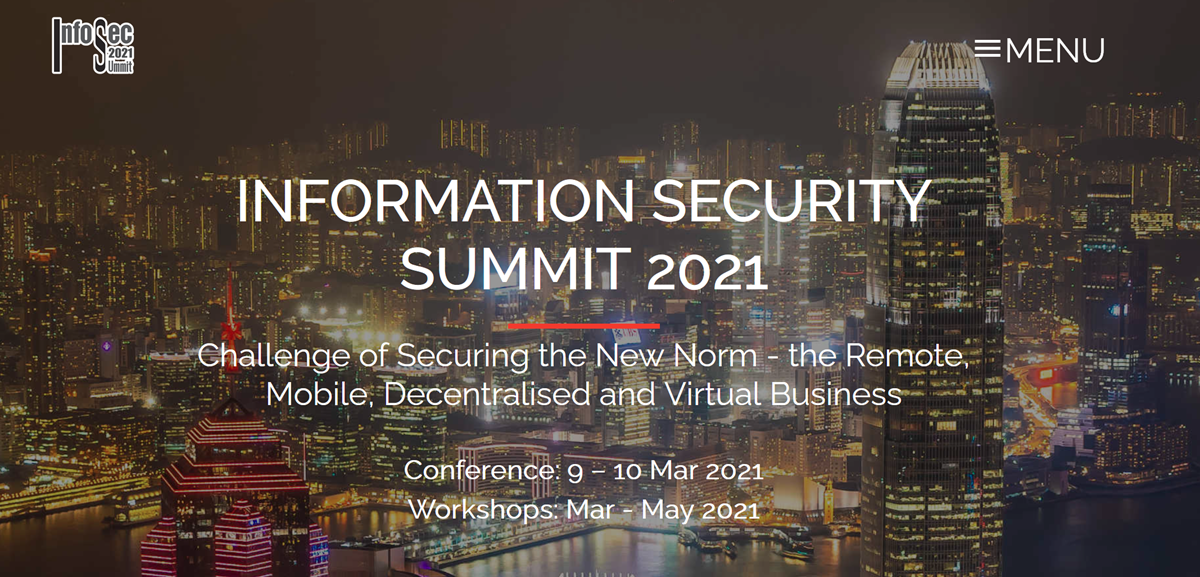 InfoSec
2021
Summit
MENU
INFORMATION SECURITY
SUMMIT 2021
Challenge of Securing the New Norm - the Remote,
Mobile, Decentralised and Virtual Business
Conference: 9 – 10 Mar 2021
Workshops: Mar - May 2021